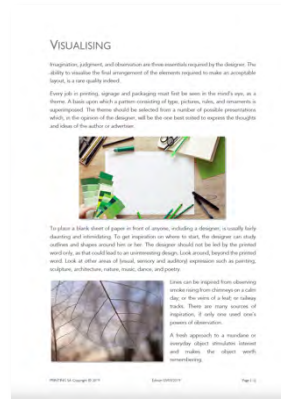 VISUALISING
Imagination, judgment, and observation are three essentials required by the designer. The
ability to visualise the final arrangement of the elements required to make an acceptable
layout, is a rare quality indeed.
Every job in printing, signage and packaging must first be seen in the mind's eye, as a
theme. A basis upon which a pattern consisting of type, pictures, rules, and ornaments is
superimposed. The theme should be selected from a number of possible presentations
which, in the opinion of the designer, will be the one best suited to express the thoughts
and ideas of the author or advertiser.
To place a blank sheet of paper in front of anyone, including a designer, is usually fairly
daunting and intimidating. To get inspiration on where to start, the designer can study
outlines and shapes around him or her. The designer should not be led by the printed
word only, as that could lead to an uninteresting design. Look around, beyond the printed
word. Look at other areas of (visual, sensory and auditory) expression such as painting,
sculpture, architecture, nature, music, dance, and poetry.
Lines can be inspired from observing
smoke rising from chimneys on a calm
day, or the veins of a leaf, or railway
tracks. There are many sources of
inspiration, if only one used one's
powers of observation.
A fresh approach to a mundane or
everyday object stimulates interest
and makes the object worth
remembering.
Copyright © 2019
Page